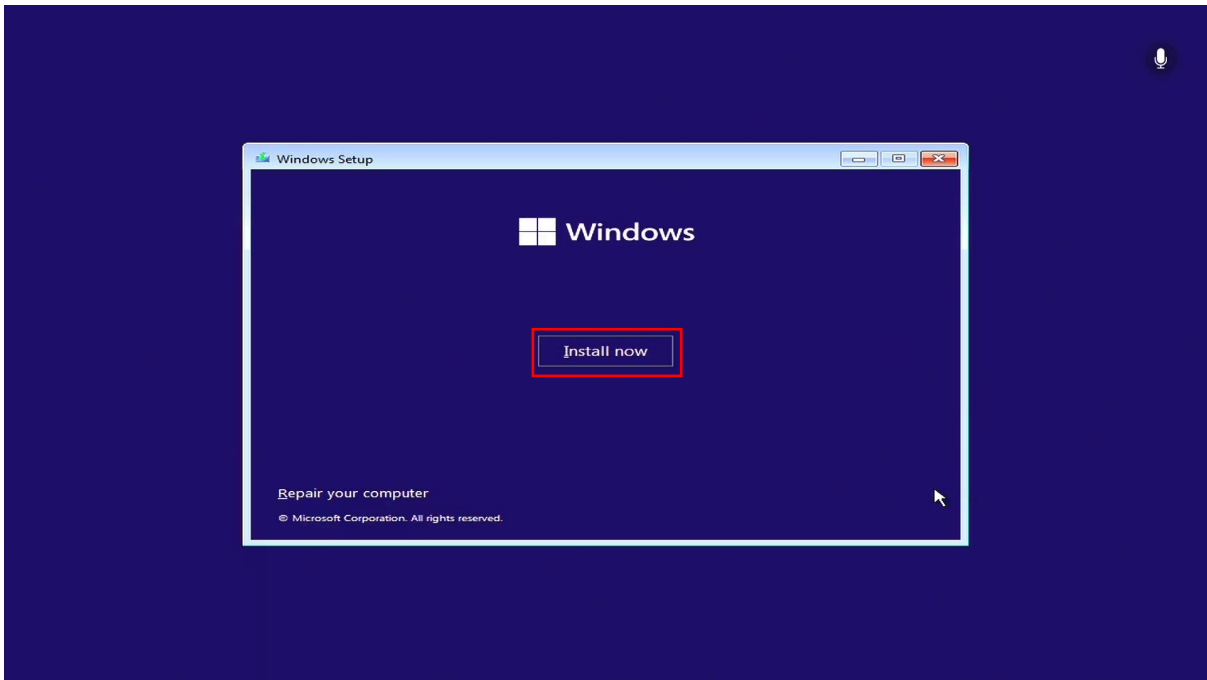 Windows Setup
Windows
Install now
Repair your computer
© Microsoft Corporation. All rights reserved.